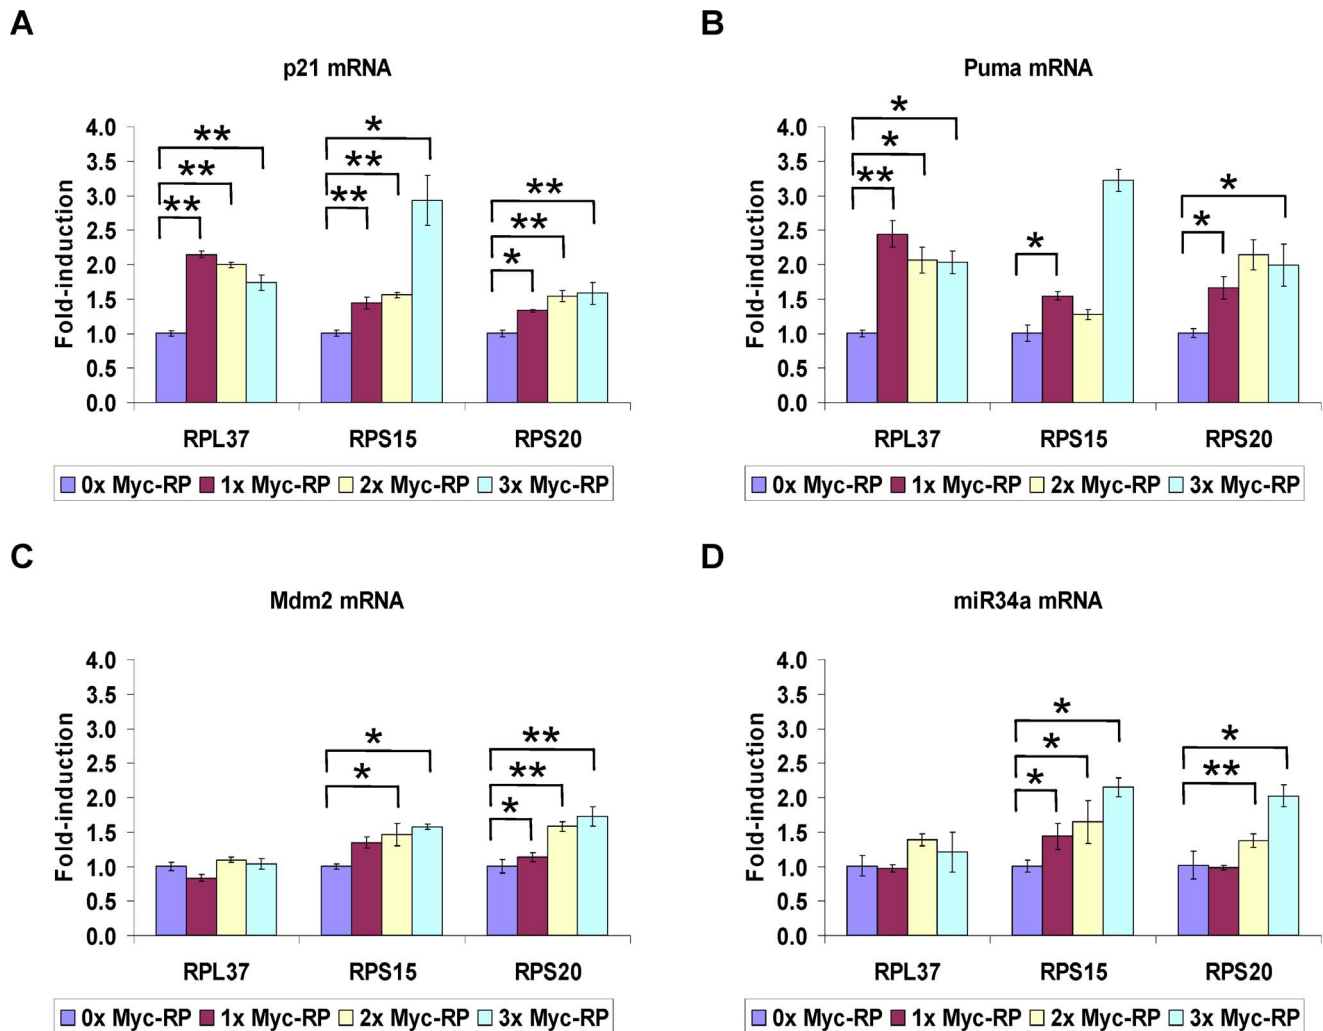 A
p21 mRNA
Fold-induction
4.0
3.5
3.0
2.5
2.0
1.5
1.0
0.5
0.0
** ** **
** ** *
* ** **
RPL37 RPS15 RPS20
0x Myc-RP 1x Myc-RP 2x Myc-RP 3x Myc-RP
B
Puma mRNA
Fold-induction
4.0
3.5
3.0
2.5
2.0
1.5
1.0
0.5
0.0
** * *
*
* *
RPL37 RPS15 RPS20
0x Myc-RP 1x Myc-RP 2x Myc-RP 3x Myc-RP
C
Mdm2 mRNA
Fold-induction
4.0
3.5
3.0
2.5
2.0
1.5
1.0
0.5
0.0
* *
* ** **
RPL37 RPS15 RPS20
0x Myc-RP 1x Myc-RP 2x Myc-RP 3x Myc-RP
D
miR34a mRNA
Fold-induction
4.0
3.5
3.0
2.5
2.0
1.5
1.0
0.5
0.0
* * *
** *
RPL37 RPS15 RPS20
0x Myc-RP 1x Myc-RP 2x Myc-RP 3x Myc-RP